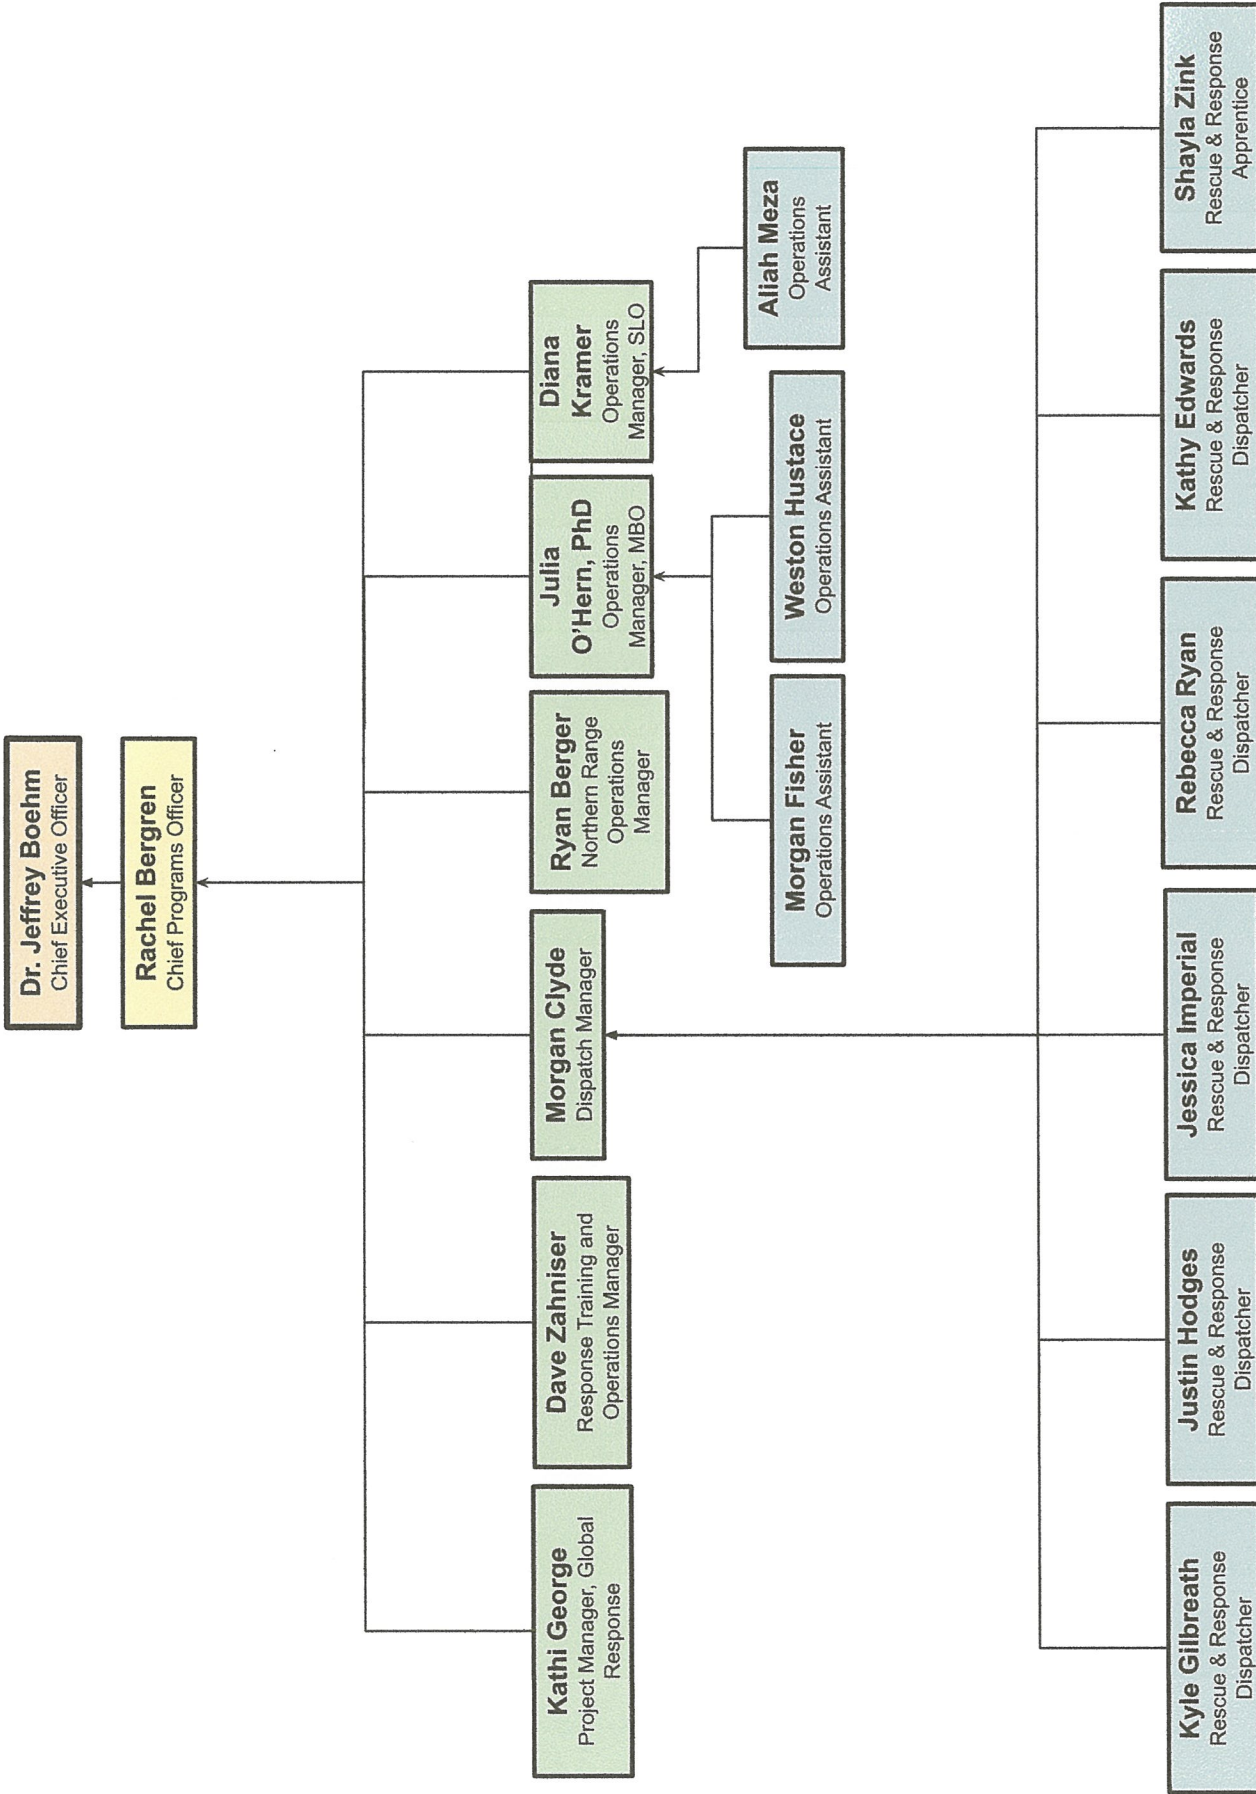 Dr. Jeffrey Boehm
Chief Executive Officer
Rachel Bergren
Chief Programs Officer
Kathi George
Project Manager, Global
Response
Dave Zahniser
Response Training and
Operations Manager
Morgan Clyde
Dispatch Manager
Ryan Berger
Northern Range
Operations
Manager
Julia
O'Hern, PhD
Operations
Manager, MBO
Diana
Kramer
Operations
Manager, SLO
Morgan Fisher
Operations Assistant
Weston Hustace
Operations Assistant
Aliah Meza
Operations
Assistant
Kyle Gilbreath
Rescue & Response
Dispatcher
Justin Hodges
Rescue & Response
Dispatcher
Jessica Imperial
Rescue & Response
Dispatcher
Rebecca Ryan
Rescue & Response
Dispatcher
Kathy Edwards
Rescue & Response
Dispatcher
Shayla Zink
Rescue & Response
Apprentice